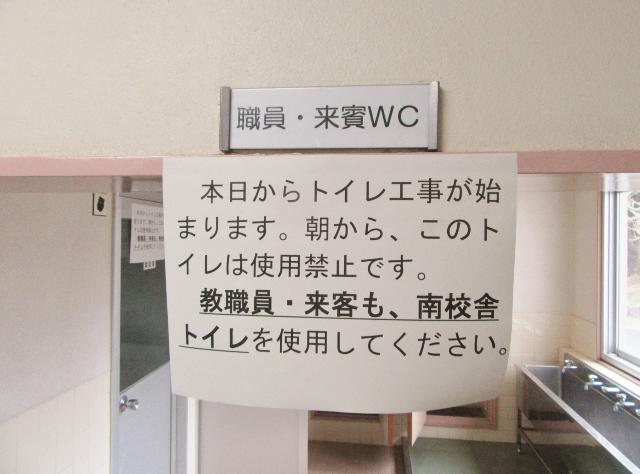 職員・来賓WC
本日からトイレ工事が始
まります。朝から、このト
イレは使用禁止です。
教職員・来客も、南校舎
トイレを使用してください。